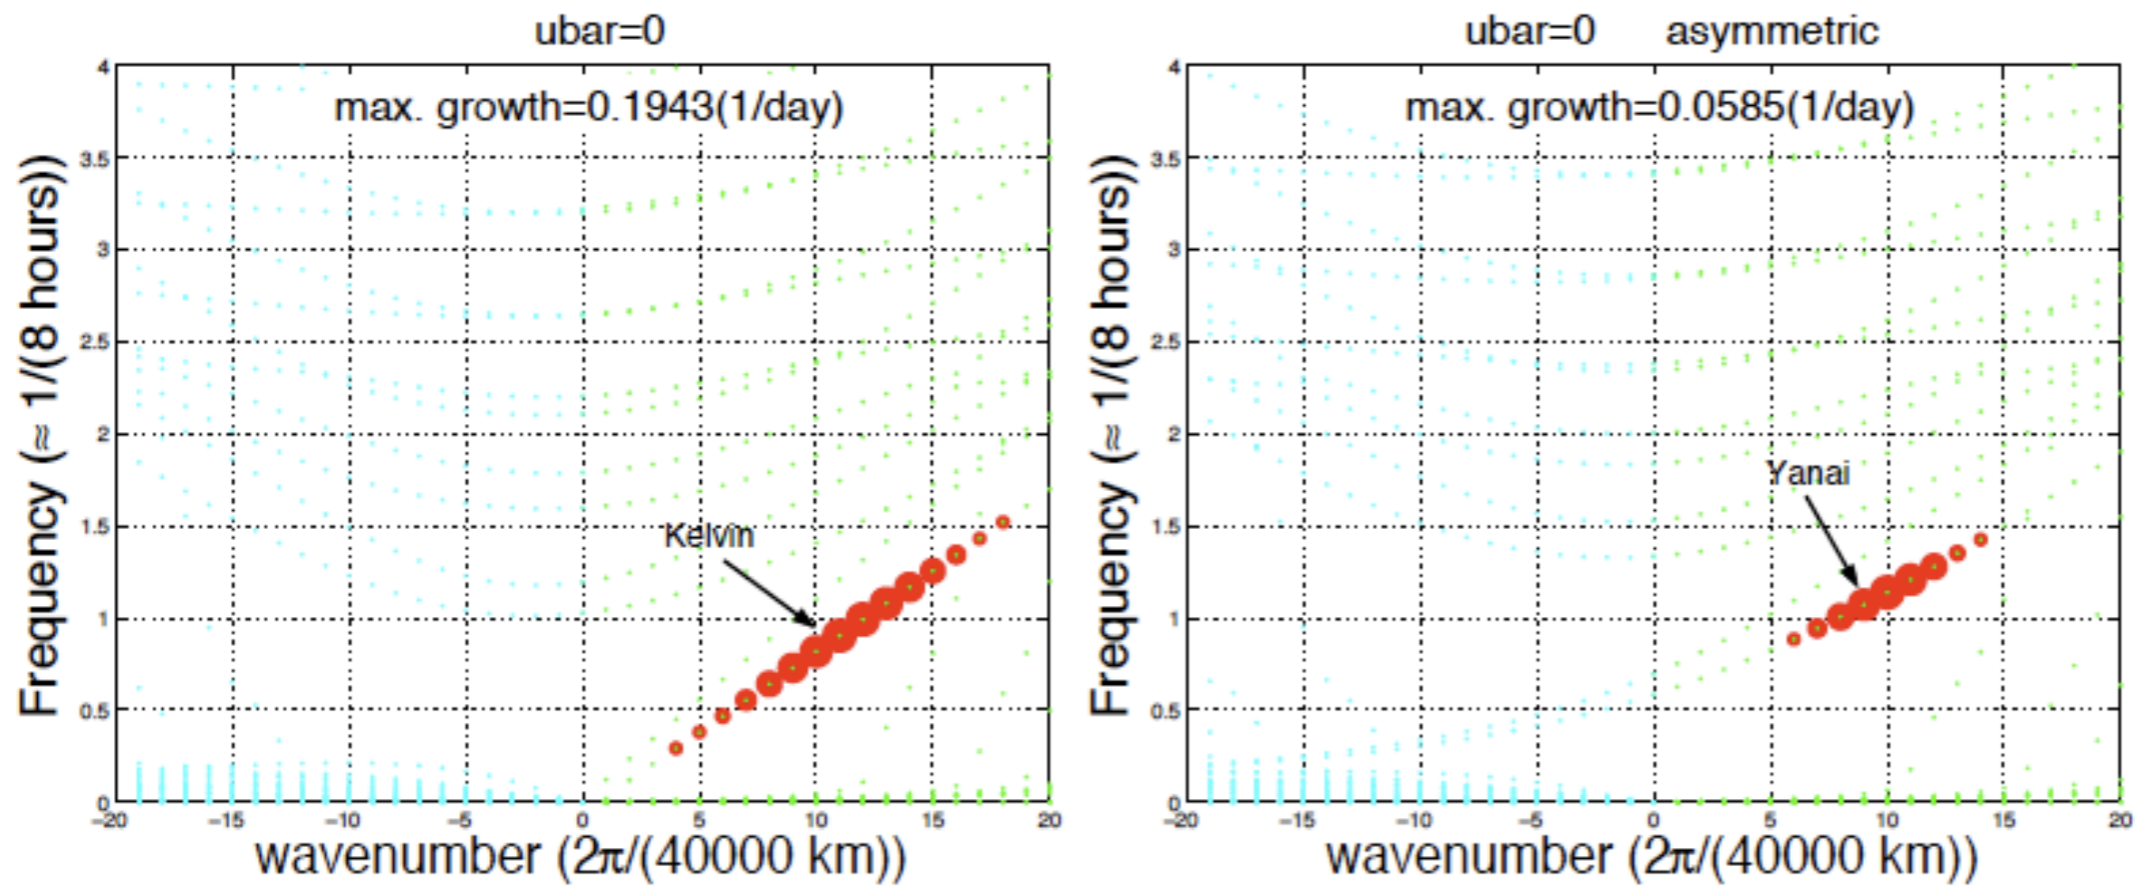 ubar=0
max. growth=0.1943(1/day)
Frequency (≈ 1/(8 hours))
4
3.5
3
2.5
2
1.5
1
0.5
0
Kelvin
−20 −15 −10 −5 0 5 10 15 20
wavenumber (2π/(40000 km))
ubar=0 asymmetric
max. growth=0.0585(1/day)
Frequency (≈ 1/(8 hours))
4
3.5
3
2.5
2
1.5
1
0.5
0
Yanai
−20 −15 −10 −5 0 5 10 15 20
wavenumber (2π/(40000 km))